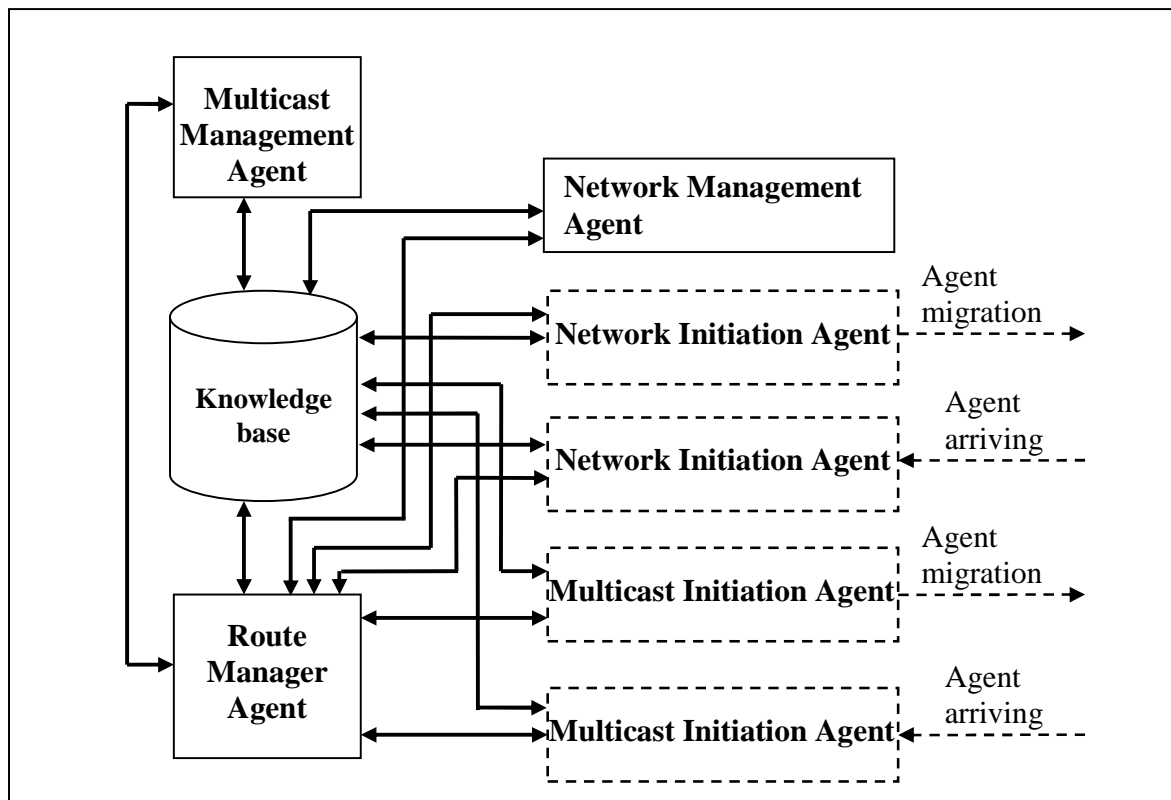 Multicast
Management
Agent
Network Management
Agent
Agent
migration
Network Initiation Agent
Knowledge
base
Agent
arriving
Network Initiation Agent
Agent
migration
Multicast Initiation Agent
Route
Manager
Agent
Agent
arriving
Multicast Initiation Agent